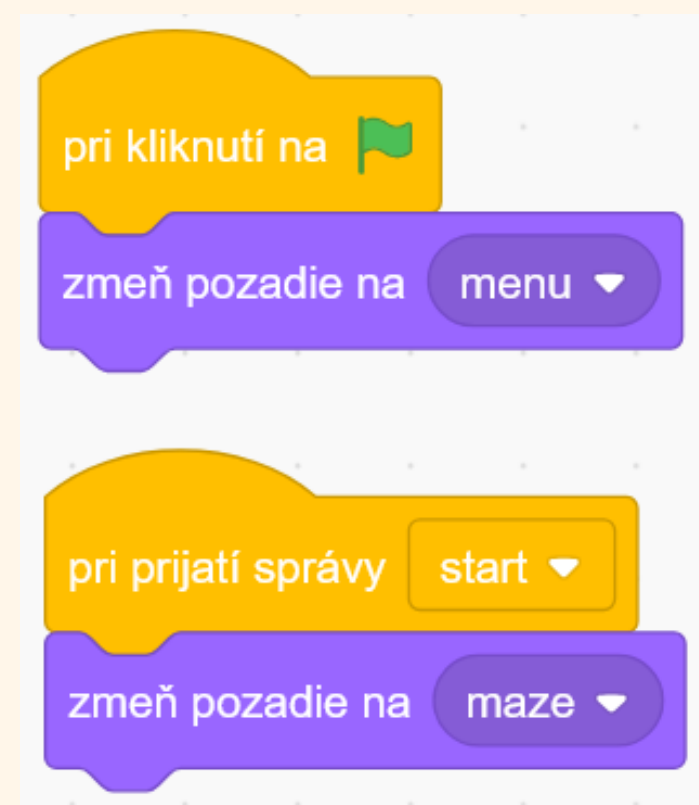 pri kliknutí na
zmeň pozadie na menu
pri prijatí správy start
zmeň pozadie na maze